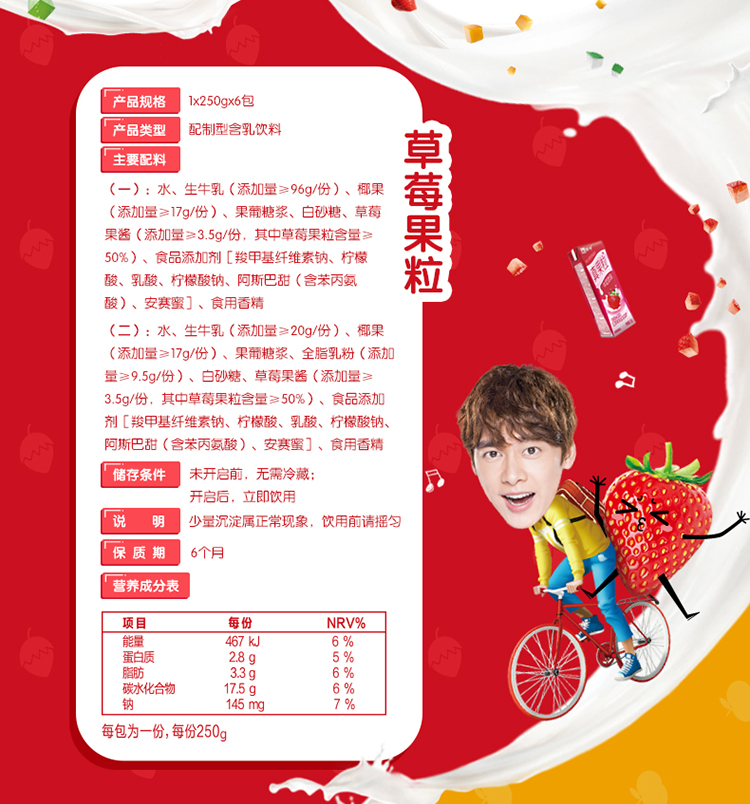 产品规格 1x250gx6包
产品类型 配制型含乳饮料
主要配料
(一):水、生牛乳(添加量≥96g/份)、椰果
(添加量≥17g/份)、果葡糖浆、白砂糖、草莓
果酱(添加量≥3.5g/份,其中草莓果粒含量≥
50%)、食品添加剂[羧甲基纤维素钠、柠檬
酸、乳酸、柠檬酸钠、阿斯巴甜(含苯丙氨
酸)、安赛蜜]、食用香精
(二):水、生牛乳(添加量≥20g/份)、椰果
(添加量≥17g/份)、果葡糖浆、全脂乳粉(添加
量≥9.5g/份)、白砂糖、草莓果酱(添加量≥
3.5g/份,其中草莓果粒含量≥50%)、食品添加
剂[羧甲基纤维素钠、柠檬酸、乳酸、柠檬酸钠、
阿斯巴甜(含苯丙氨酸)、安赛蜜]、食用香精
储存条件 未开启前,无需冷藏;
开启后,立即饮用
说 明 少量沉淀属正常现象,饮用前请摇匀
保 质 期 6个月
营养成分表
项目 每份 NRV%
能量 467 kJ 6 %
蛋白质 2.8 g 5 %
脂肪 3.3 g 6 %
碳水化合物 17.5 g 6 %
钠 145 mg 7 %
每包为一份,每份250g
草莓果粒
真果粒